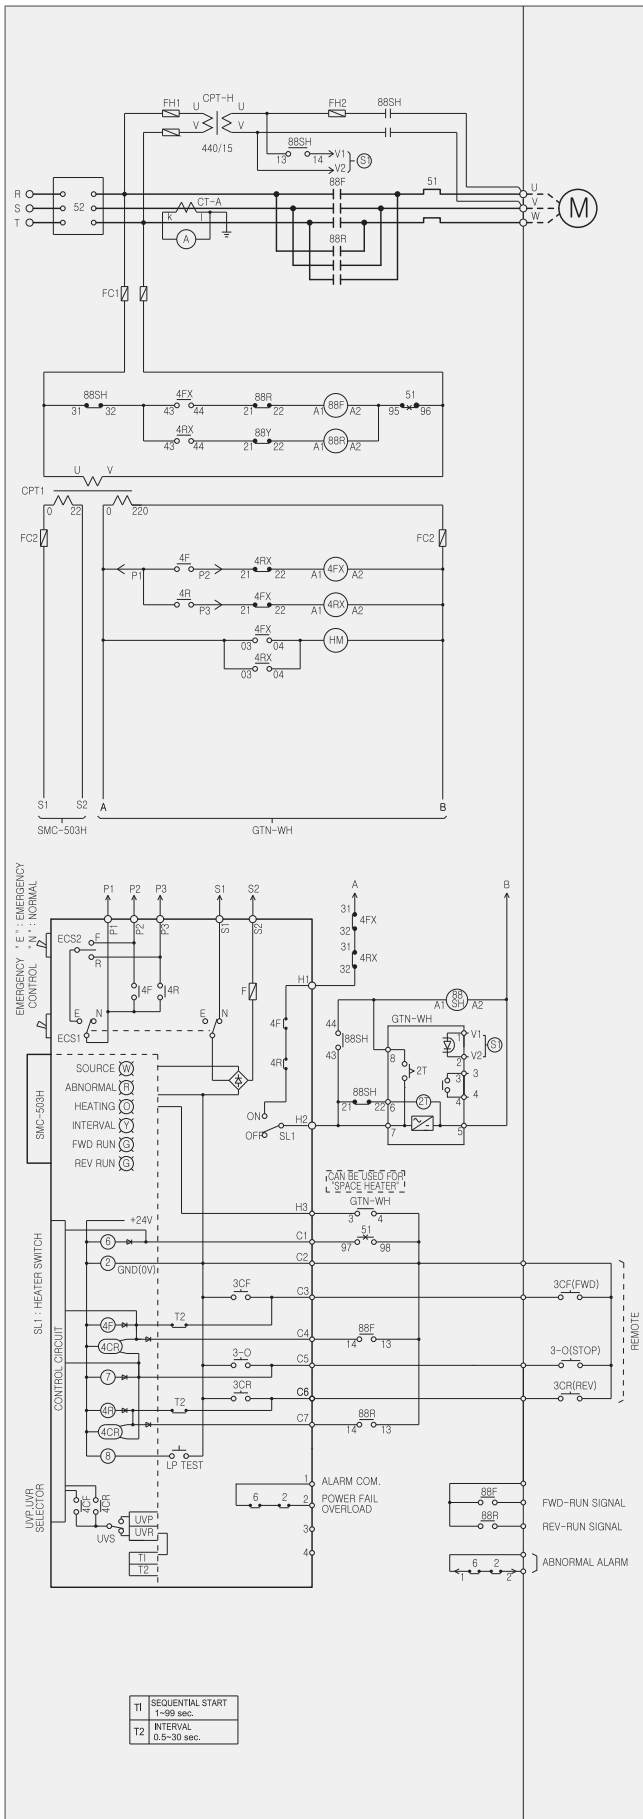 FH1 U CPT-H U FH2 88SH
V V
440/15 88SH
13 14 V1
V2 S1
88F 51 U
R CT-A V
S 52 W M
T k l
A 88R
FC1
88SH 4FX 88R 51
31 32 43 44 21 22 A1 88F A2 95 96
4RX 88Y
43 44 21 22 A1 88R A2
U V
CPT1
0 22 0 220
FC2 FC2
4F 4RX
P1 P2 21 22 A1 4FX A2
4R 4FX
P3 21 22 A1 4RX A2
4FX
03 04 HM
4RX
03 04
S1 S2 A B
SMC-503H GTN-WH
EMERGENCY "E": EMERGENCY
CONTROL "N": NORMAL
P1 P2 P3 S1 S2 A B
P1 P2 P3 S1 S2
31
4FX
32
31
4RX
32
ECS2 F
R
4F 4R F H1
E N E N
ECS1
4F
4R
88
A1 SH A2
44 GTN-WH
88SH
43
1 V1
V2 S1
2
8 2T
3 3
4 4
88SH
21 22 6 2T
7 5
SMC-503H
SOURCE W
ABNORMAL R
HEATING O
INTERVAL Y
FWD RUN G
REV RUN G
ON
OFF SL1 H2
CAN BE USED FOR
"SPACE HEATER"
SL1 : HEATER SWITCH
CONTROL CIRCUIT
H3 GTN-WH
3 4
+24V
51
6 C1 97 98
2 GND(0V) C2
3CF C3 3CF(FWD)
4F T2
4CR C4 88F
14 13
3-O C5 3-O(STOP)
7
3CR C6 3CR(REV)
4R T2
4CR C7 88R
14 13
REMOTE
8 LP TEST
UVP,UVR
SELECTOR
4CF 4CR
UVS UVP
UVR
T1
T2
1 ALARM COM.
6 2 2 POWER FAIL
OVERLOAD
3
4
88F FWD-RUN SIGNAL
88R REV-RUN SIGNAL
6 2 ABNORMAL ALARM
1 2
T1 SEQUENTIAL START
1~99 sec.
T2 INTERVAL
0.5~30 sec.